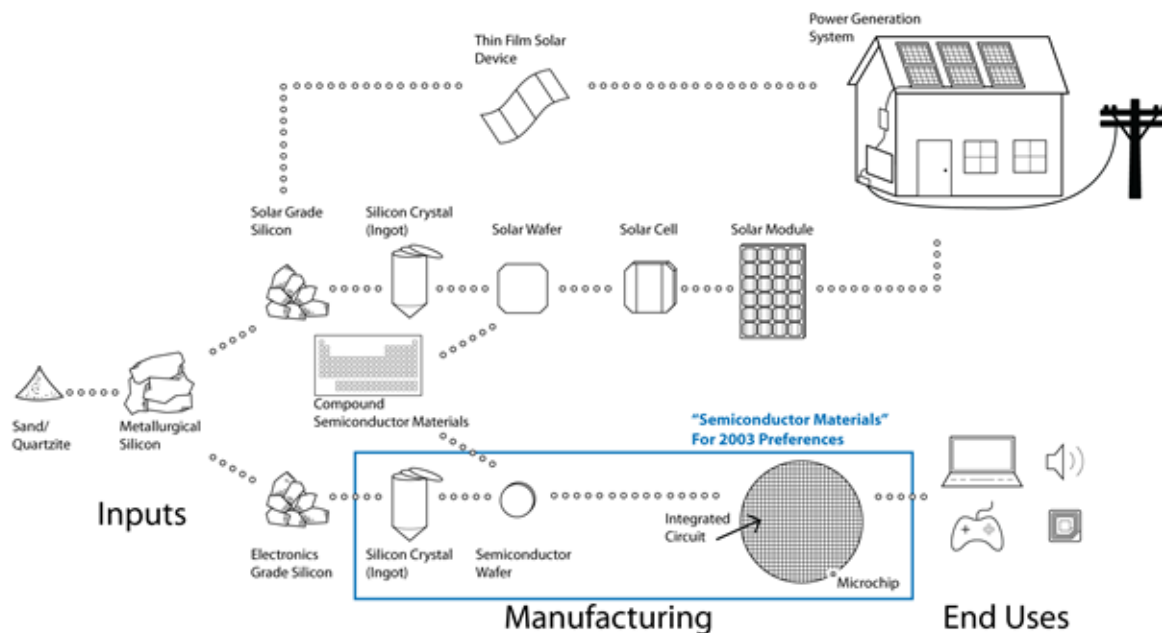 Power Generation
System
Thin Film Solar
Device
Solar Grade
Silicon
Silicon Crystal
(Ingot)
Solar Wafer
Solar Cell
Solar Module
Sand/
Quartzite
Metallurgical
Silicon
Compound
Semiconductor Materials
"Semiconductor Materials"
For 2003 Preferences
Inputs
Electronics
Grade Silicon
Silicon Crystal
(Ingot)
Semiconductor
Wafer
Integrated
Circuit
Microchip
Manufacturing
End Uses